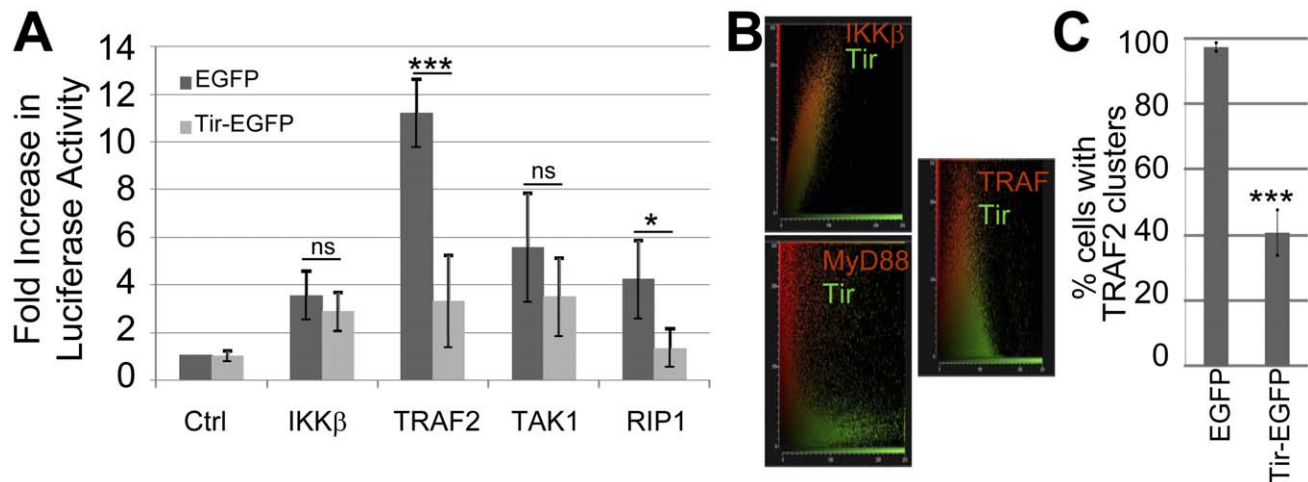 A
Fold Increase in
Luciferase Activity
14
12
10
8
6
4
2
0
EGFP
Tir-EGFP
ns
***
ns
*
Ctrl
IKKβ
TRAF2
TAK1
RIP1
B
IKKβ
Tir
MyD88
Tir
TRAF
Tir
C
% cells with
TRAF2 clusters
100
80
60
40
20
0
***
EGFP
Tir-EGFP